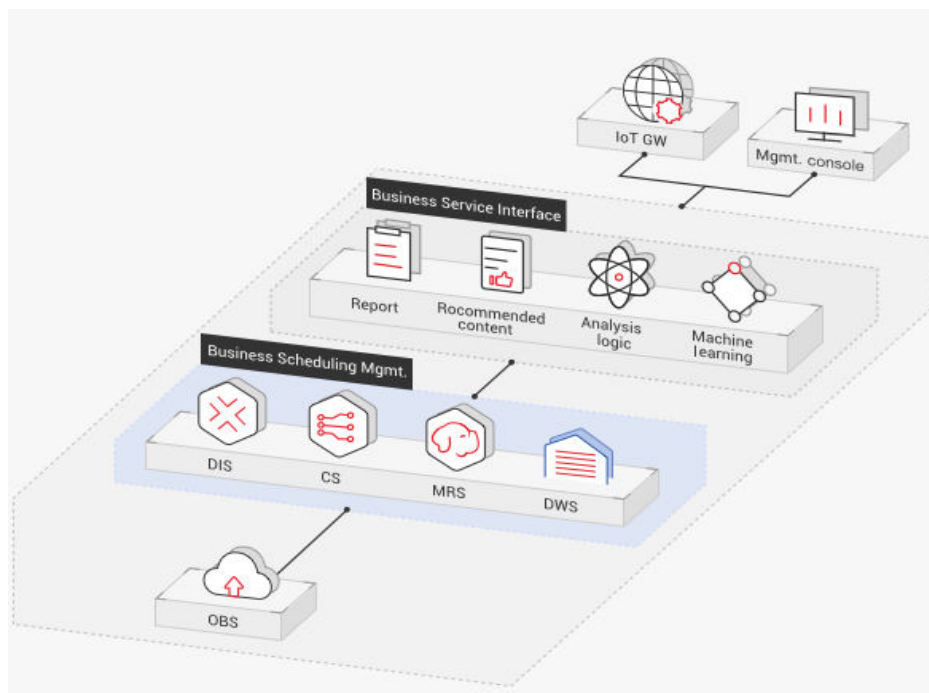 IoT GW
Mgmt. console
Business Service Interface
Report
Rocommended
content
Analysis
logic
Machine
learning
Business Scheduling Mgmt.
DIS
CS
MRS
DWS
OBS